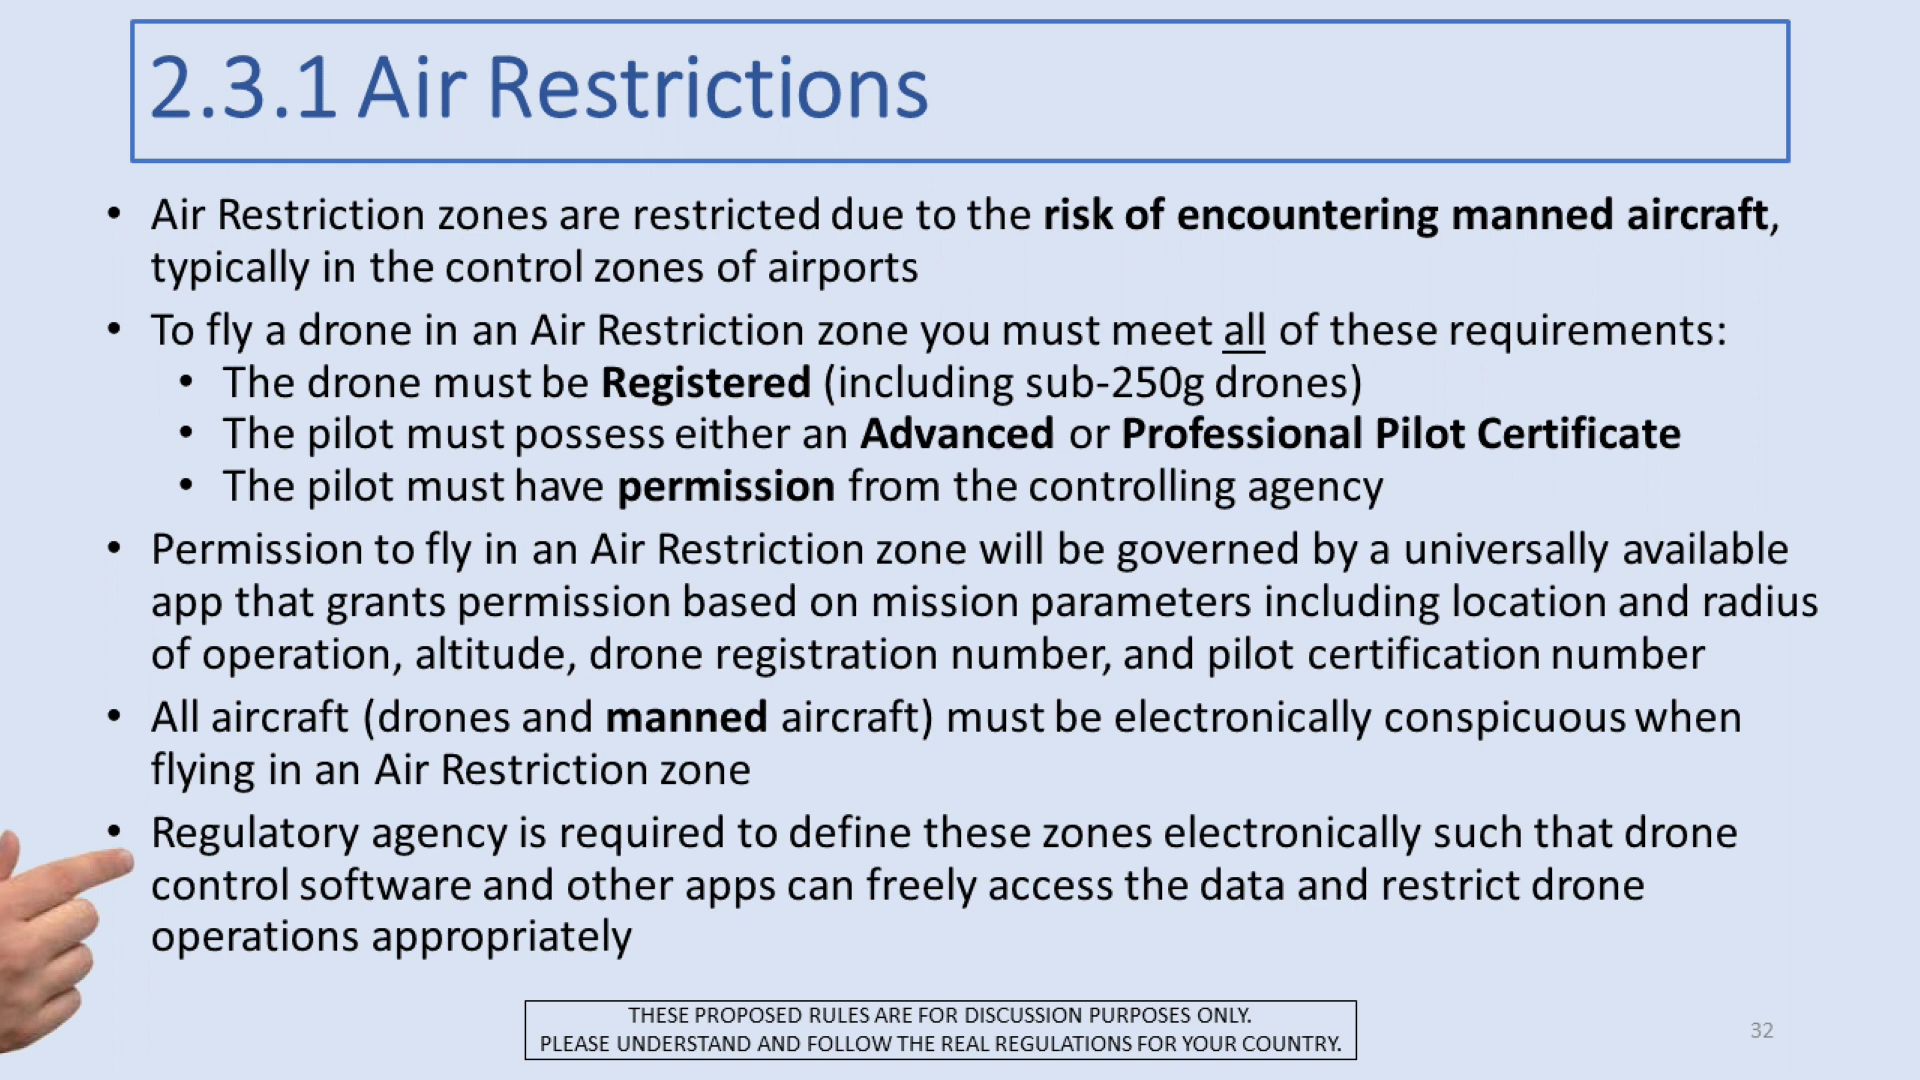 2.3.1 Air Restrictions
• Air Restriction zones are restricted due to the risk of encountering manned aircraft,
typically in the control zones of airports
• To fly a drone in an Air Restriction zone you must meet all of these requirements:
• The drone must be Registered (including sub-250g drones)
• The pilot must possess either an Advanced or Professional Pilot Certificate
• The pilot must have permission from the controlling agency
• Permission to fly in an Air Restriction zone will be governed by a universally available
app that grants permission based on mission parameters including location and radius
of operation, altitude, drone registration number, and pilot certification number
• All aircraft (drones and manned aircraft) must be electronically conspicuous when
flying in an Air Restriction zone
• Regulatory agency is required to define these zones electronically such that drone
control software and other apps can freely access the data and restrict drone
operations appropriately
THESE PROPOSED RULES ARE FOR DISCUSSION PURPOSES ONLY.
PLEASE UNDERSTAND AND FOLLOW THE REAL REGULATIONS FOR YOUR COUNTRY.
32